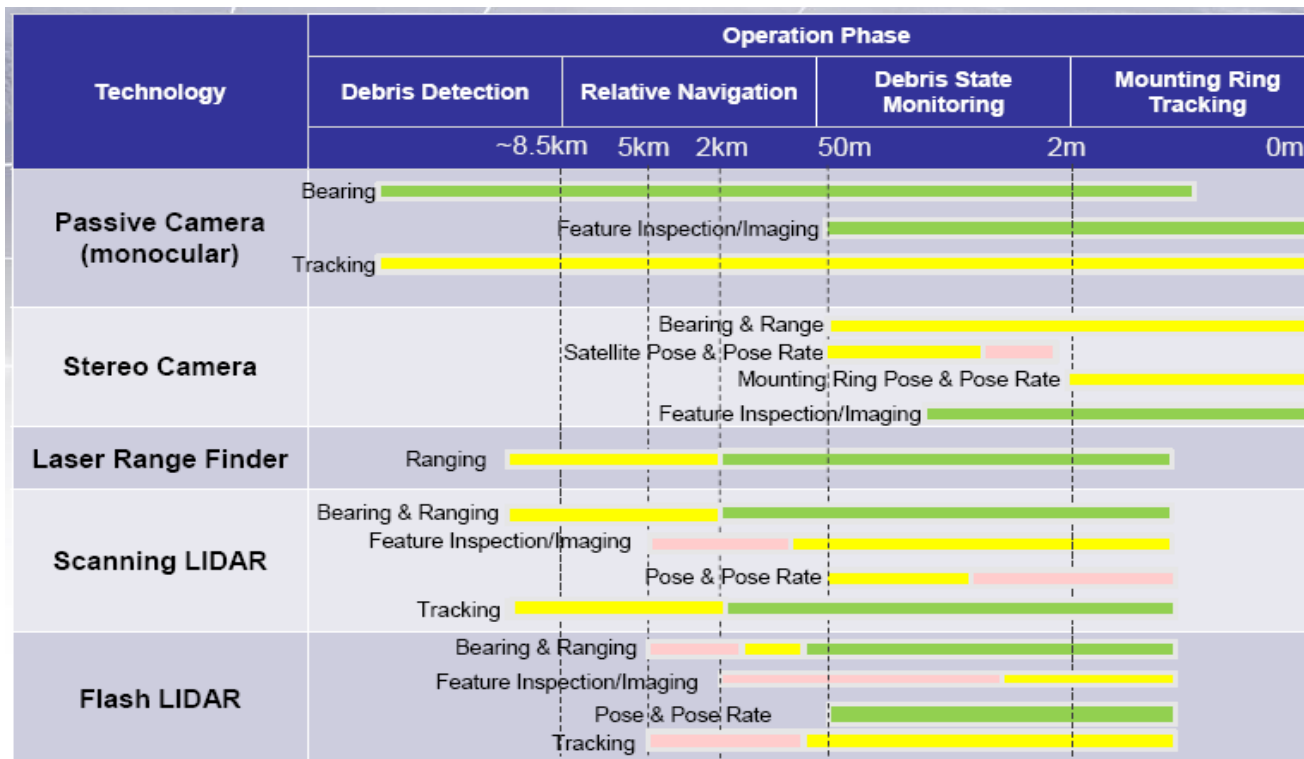 Technology
Operation Phase
Debris Detection
Relative Navigation
Debris State
Monitoring
Mounting Ring
Tracking
~8.5km
5km
2km
50m
2m
0m
Passive Camera
(monocular)
Bearing
Feature Inspection/Imaging
Tracking
Stereo Camera
Bearing & Range
Satellite Pose & Pose Rate
Mounting Ring Pose & Pose Rate
Feature Inspection/Imaging
Laser Range Finder
Ranging
Scanning LIDAR
Bearing & Ranging
Feature Inspection/Imaging
Pose & Pose Rate
Tracking
Flash LIDAR
Bearing & Ranging
Feature Inspection/Imaging
Pose & Pose Rate
Tracking